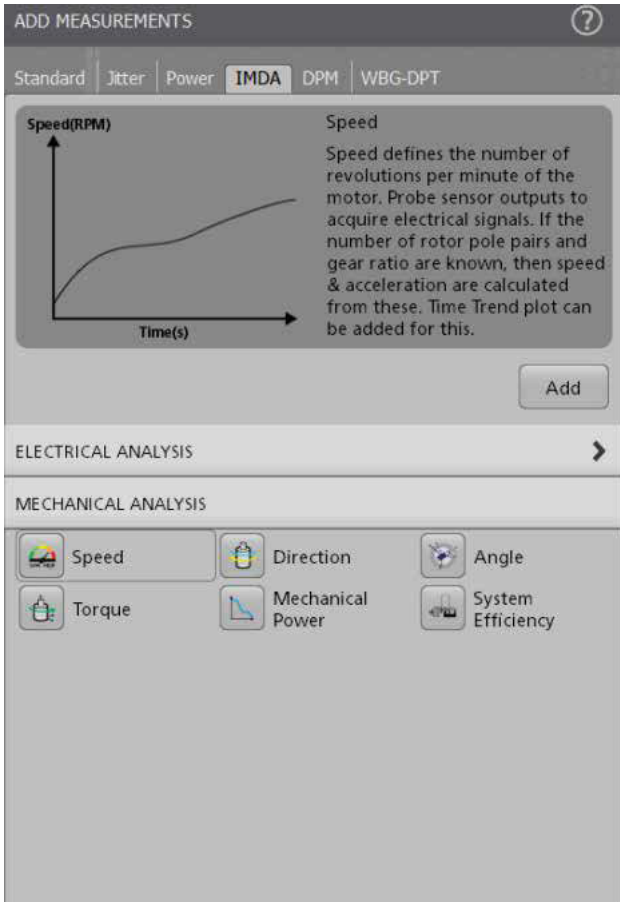 ADD MEASUREMENTS
?
Standard Jitter Power IMDA DPM WBG-DPT
Speed(RPM)
Time(s)
Speed
Speed defines the number of
revolutions per minute of the
motor. Probe sensor outputs to
acquire electrical signals. If the
number of rotor pole pairs and
gear ratio are known, then speed
& acceleration are calculated
from these. Time Trend plot can
be added for this.
Add
ELECTRICAL ANALYSIS
MECHANICAL ANALYSIS
Speed
Direction
Angle
Torque
Mechanical
Power
System
Efficiency